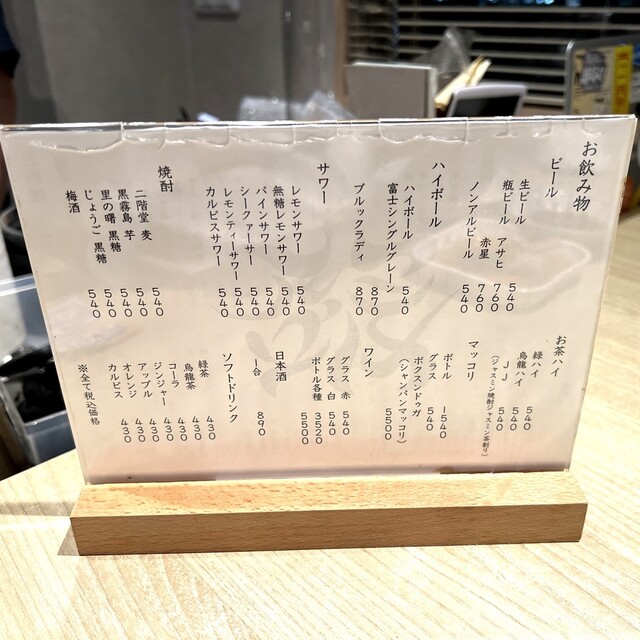 お飲み物
ビール
生ビール 540
瓶ビール アサヒ 760
赤星 760
ノンアルビール 540
ハイボール
ハイボール 540
富士シングルグレーン 870
ブルックラディ 870
サワー
レモンサワー 540
無糖レモンサワー 540
パインサワー 540
シークァーサー 540
レモンティーサワー 540
カルピスサワー 540
焼酎
二階堂 麦 540
黒霧島 芋 540
里の曙 黒糖 540
じょうご 黒糖 540
梅酒 540
お茶ハイ
緑ハイ 540
烏龍ハイ 540
JJ 540
(ジャスミン焼酎ジャスミン茶割り)
マッコリ
ボトル 1540
グラス 540
ボクスンドゥガ
(シャンパンマッコリ) 5500
ワイン
グラス 赤 540
グラス 白 540
ボトル各種 3520
5500
日本酒
一合 890
ソフトドリンク
緑茶 430
烏龍茶 430
コーラ 430
ジンジャー 430
アップル 430
オレンジ 430
カルピス 430
※全て税込価格